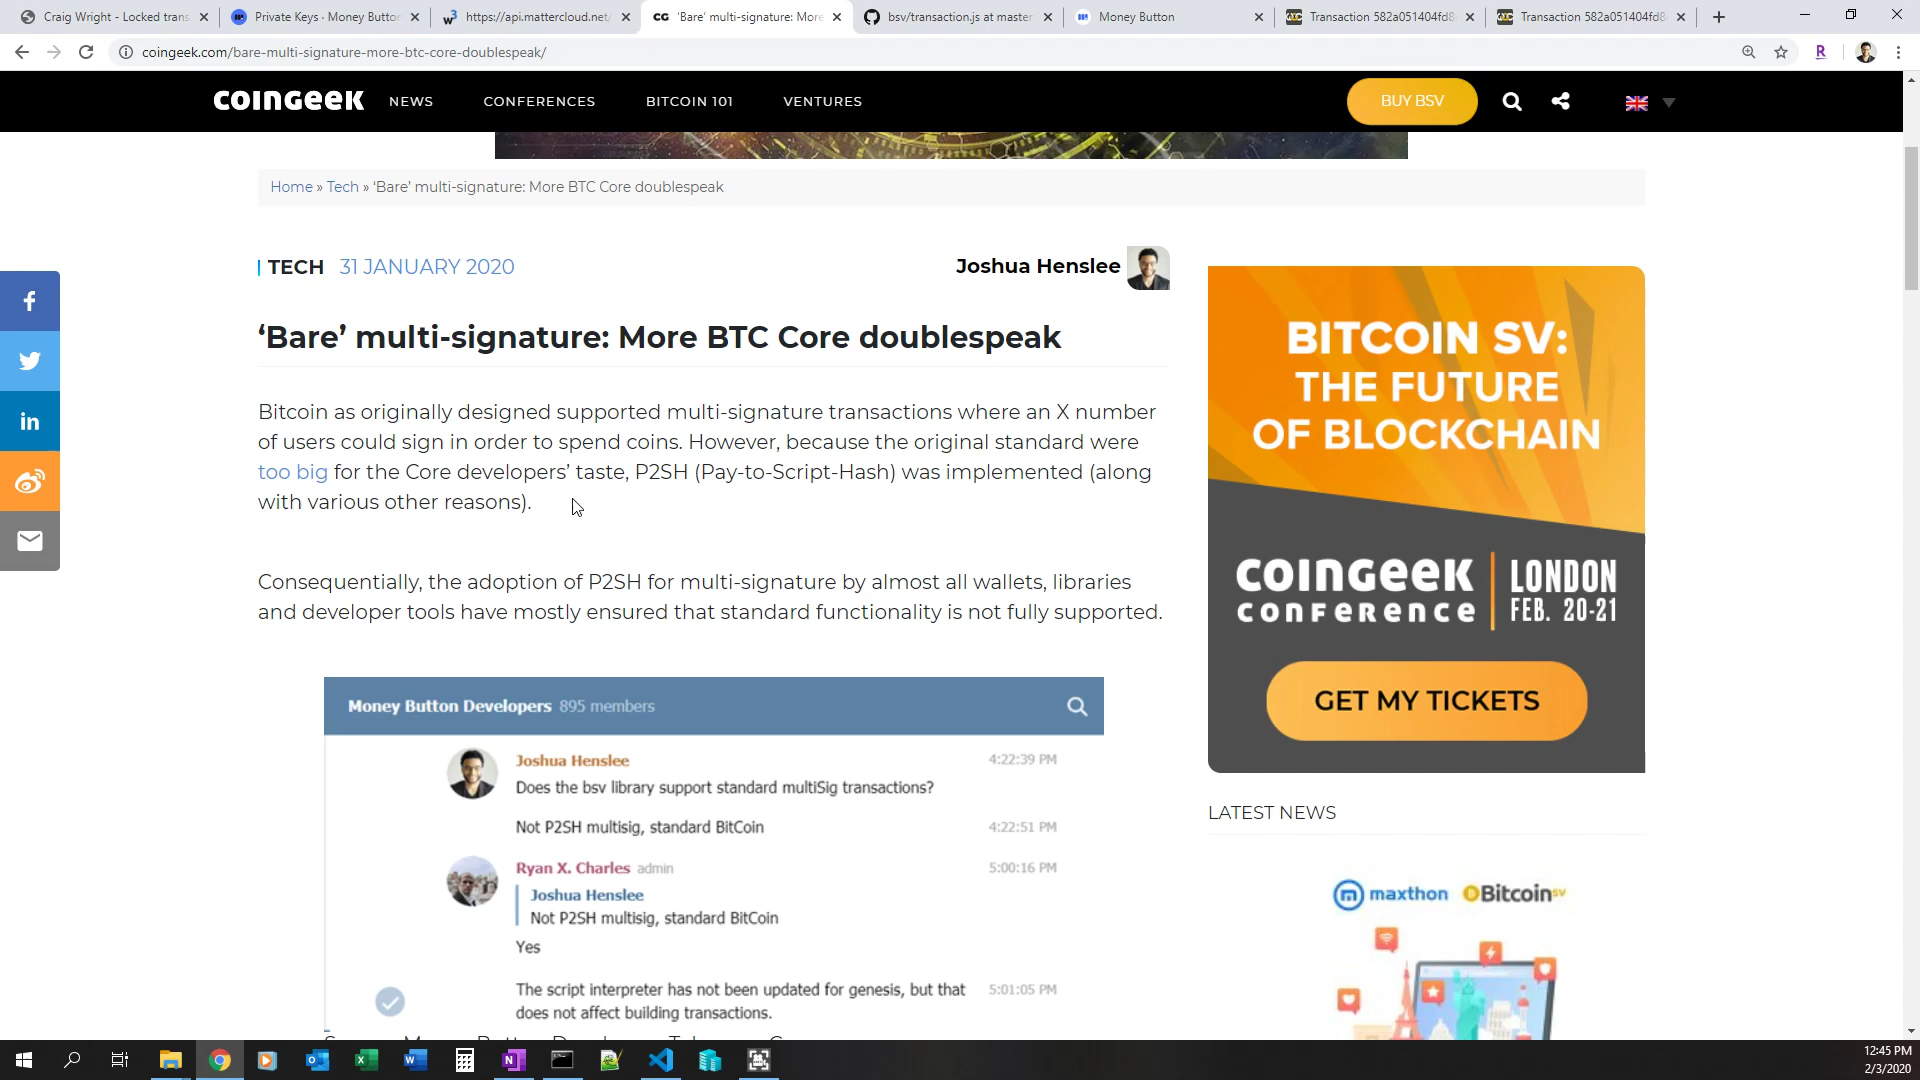 Craig Wright - Locked trans
Private Keys · Money Button
https://api.mattercloud.net/
'Bare' multi-signature: More
bsv/transaction.js at master
Money Button
Transaction 582a051404fd8
Transaction 582a051404fd8
coingeek.com/bare-multi-signature-more-btc-core-doublespeak/
R
coingeek
NEWS
CONFERENCES
BITCOIN 101
VENTURES
BUY BSV
Home » Tech » 'Bare' multi-signature: More BTC Core doublespeak
TECH 31 JANUARY 2020
Joshua Henslee
'Bare' multi-signature: More BTC Core doublespeak
Bitcoin as originally designed supported multi-signature transactions where an X number
of users could sign in order to spend coins. However, because the original standard were
too big for the Core developers' taste, P2SH (Pay-to-Script-Hash) was implemented (along
with various other reasons).
Consequentially, the adoption of P2SH for multi-signature by almost all wallets, libraries
and developer tools have mostly ensured that standard functionality is not fully supported.
Money Button Developers 895 members
Joshua Henslee 4:22:39 PM
Does the bsv library support standard multiSig transactions?
Not P2SH multisig, standard BitCoin 4:22:51 PM
Ryan X. Charles admin 5:00:16 PM
Joshua Henslee
Not P2SH multisig, standard BitCoin
Yes
The script interpreter has not been updated for genesis, but that 5:01:05 PM
does not affect building transactions.
BITCOIN SV:
THE FUTURE
OF BLOCKCHAIN
coingeek
conference
LONDON
FEB. 20-21
GET MY TICKETS
LATEST NEWS
maxthon BitcoinSV
12:45 PM
2/3/2020